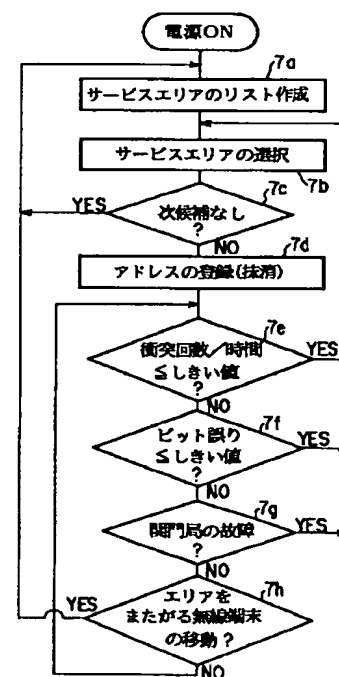 電源ON
7a
サービスエリアのリスト作成
サービスエリアの選択
7b
7c
YES
次候補なし
?
NO
7d
アドレスの登録(抹消)
7e
衝突回数/時間
≦しきい値
?
YES
NO
7f
ビット誤り
≦しきい値
?
YES
NO
7g
関門局の故障
?
YES
NO
7h
エリアを
またがる無線端末
の移動?
YES
NO